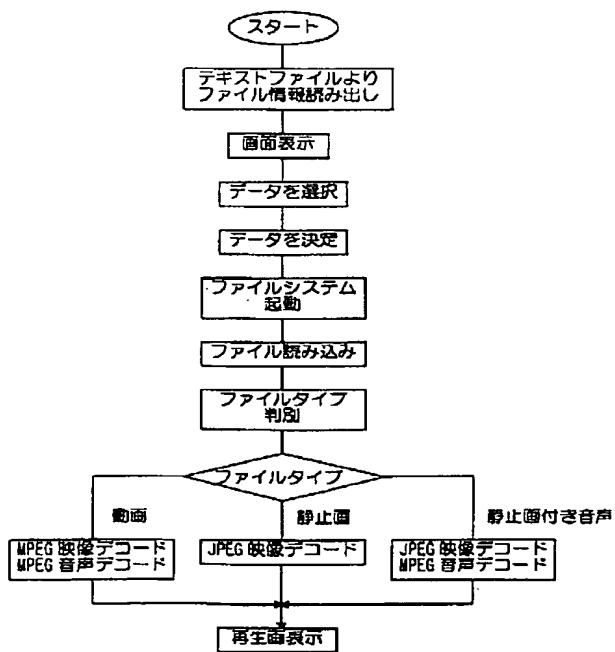 スタート
テキストファイルより
ファイル情報読み出し
画面表示
データを選択
データを決定
ファイルシステム
起動
ファイル読み込み
ファイルタイプ
判別
ファイルタイプ
動画
静止画
静止画付き音声
MPEG 映像デコード
MPEG 音声デコード
JPEG 映像デコード
JPEG 映像デコード
MPEG 音声デコード
再生画表示